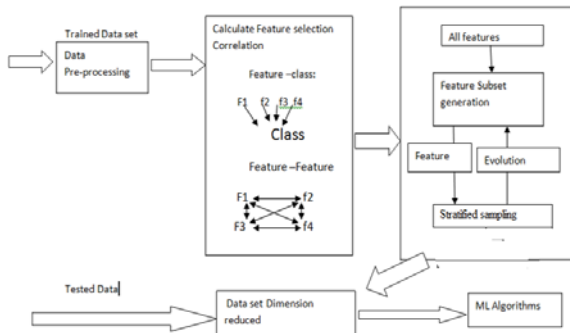 Trained Data set
Data
Pre-processing
Calculate Feature selection
Correlation
Feature –class:
F1 f2 f3 f4
Class
Feature –Feature
F1 f2
F3 f4
All features
Feature Subset
generation
Feature Evolution
Stratified sampling
Tested Data
Data set Dimension
reduced
ML Algorithms